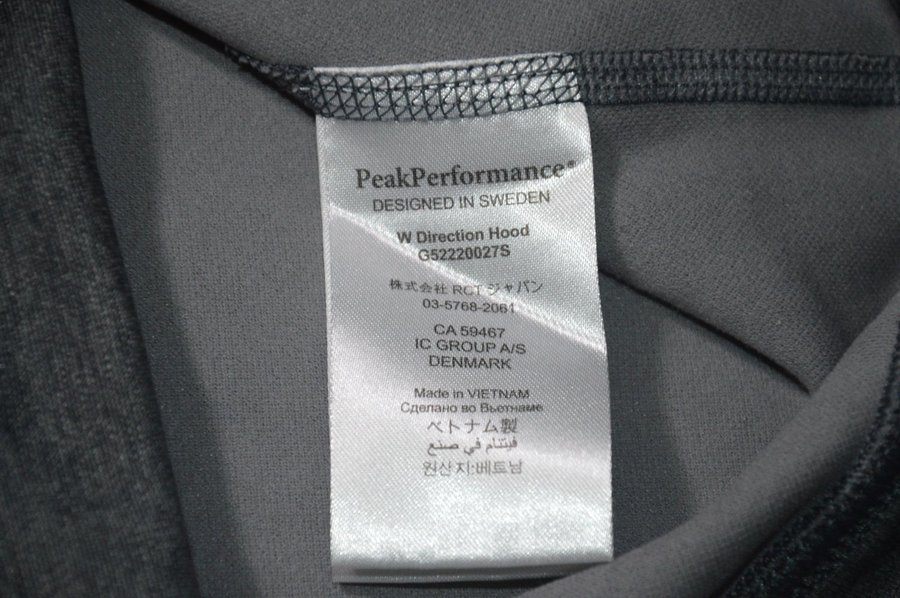 PeakPerformance®
DESIGNED IN SWEDEN
W Direction Hood
G52220027S
株式会社 RCT ジャパン
03-5768-2061
CA 59467
IC GROUP A/S
DENMARK
Made in VIETNAM
Сделано во Вьетнаме
ベトナム製
فيتنام في صنع
원산지:베트남